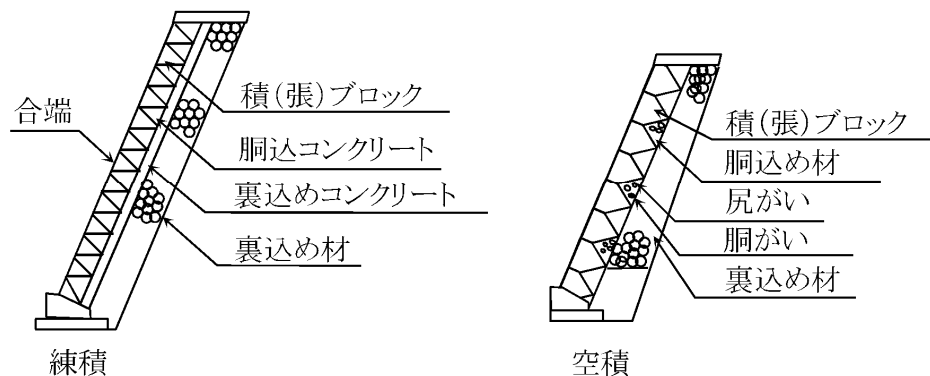 合端
積（張）ブロック
胴込コンクリート
裏込めコンクリート
裏込め材
練積
積（張）ブロック
胴込め材
尻がい
胴がい
裏込め材
空積